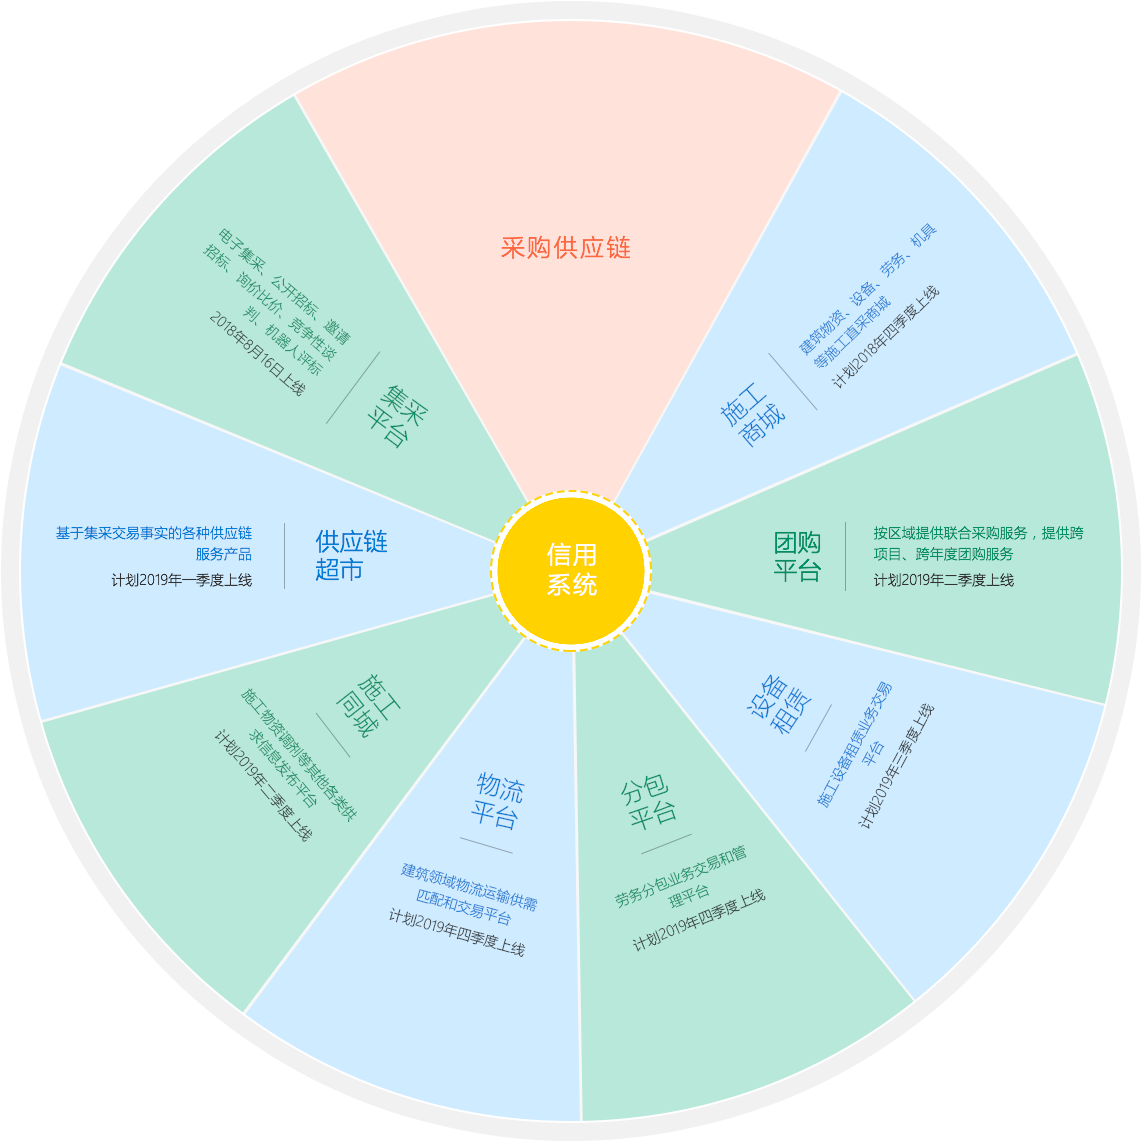 采购供应链
建筑物资、设备、劳务、机具
等施工直采商城
计划2018年四季度上线
施工
商城
团购
平台
按区域提供联合采购服务，提供跨
项目、跨年度团购服务
计划2019年二季度上线
设备
租赁
施工设备租赁业务交易
平台
计划2019年三季度上线
分包
平台
劳务分包业务交易和管
理平台
计划2019年四季度上线
物流
平台
建筑领域物流运输供需
匹配和交易平台
计划2019年四季度上线
施工
同城
施工物资调剂等其他各类供
求信息发布平台
计划2019年二季度上线
供应链
超市
基于集采交易事实的各种供应链
服务产品
计划2019年一季度上线
电子集采、公开招标、邀请
招标、询价比价、竞争性谈
判、机器人评标
2018年8月16日上线
集采
平台
信用
系统